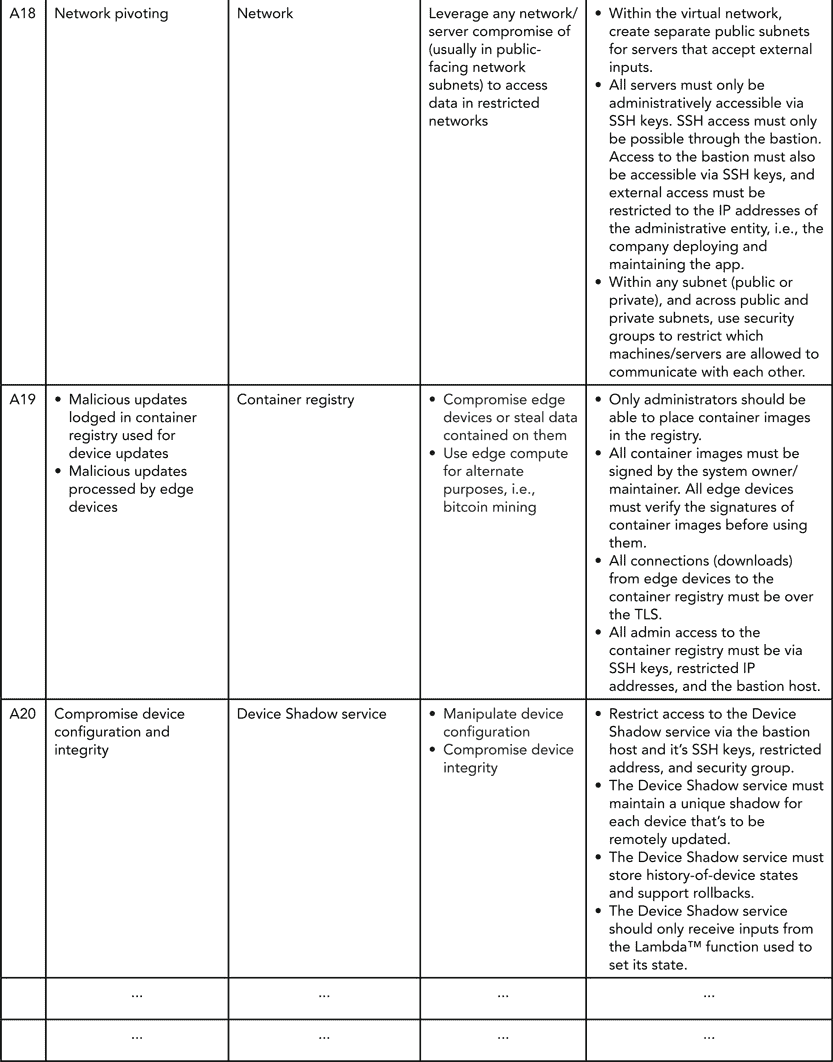 A18
Network pivoting
Network
Leverage any network/
server compromise of
(usually in public-
facing network
subnets) to access
data in restricted
networks
• Within the virtual network,
create separate public subnets
for servers that accept external
inputs.
• All servers must only be
administratively accessible via
SSH keys. SSH access must only
be possible through the bastion.
Access to the bastion must also
be accessible via SSH keys, and
external access must be
restricted to the IP addresses of
the administrative entity, i.e., the
company deploying and
maintaining the app.
• Within any subnet (public or
private), and across public and
private subnets, use security
groups to restrict which
machines/servers are allowed to
communicate with each other.
A19
• Malicious updates
lodged in container
registry used for
device updates
• Malicious updates
processed by edge
devices
Container registry
• Compromise edge
devices or steal data
contained on them
• Use edge compute
for alternate
purposes, i.e.,
bitcoin mining
• Only administrators should be
able to place container images
in the registry.
• All container images must be
signed by the system owner/
maintainer. All edge devices
must verify the signatures of
container images before using
them.
• All connections (downloads)
from edge devices to the
container registry must be over
the TLS.
• All admin access to the
container registry must be via
SSH keys, restricted IP
addresses, and the bastion host.
A20
Compromise device
configuration and
integrity
Device Shadow service
• Manipulate device
configuration
• Compromise device
integrity
• Restrict access to the Device
Shadow service via the bastion
host and it's SSH keys, restricted
address, and security group.
• The Device Shadow service must
maintain a unique shadow for
each device that's to be
remotely updated.
• The Device Shadow service must
store history-of-device states
and support rollbacks.
• The Device Shadow service
should only receive inputs from
the Lambda™ function used to
set its state.
...
...
...
...
...
...
...
...